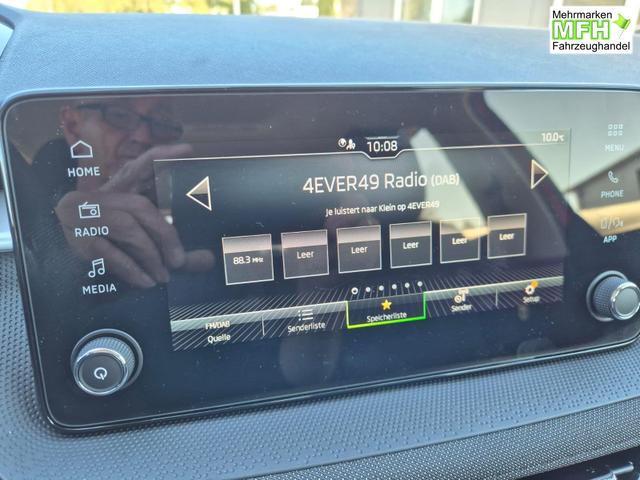 Mehrmarken
MFH
Fahrzeughandel
10:08
10.0°C
HOME
MENU
4EVER49 Radio (DAB)
Je luistert naar Klein op 4EVER49
RADIO
PHONE
MEDIA
APP
88.3 MHz
Leer
Leer
Leer
Leer
Leer
FM/DAB
Quelle
Senderliste
Speicherliste
Sender
Setup